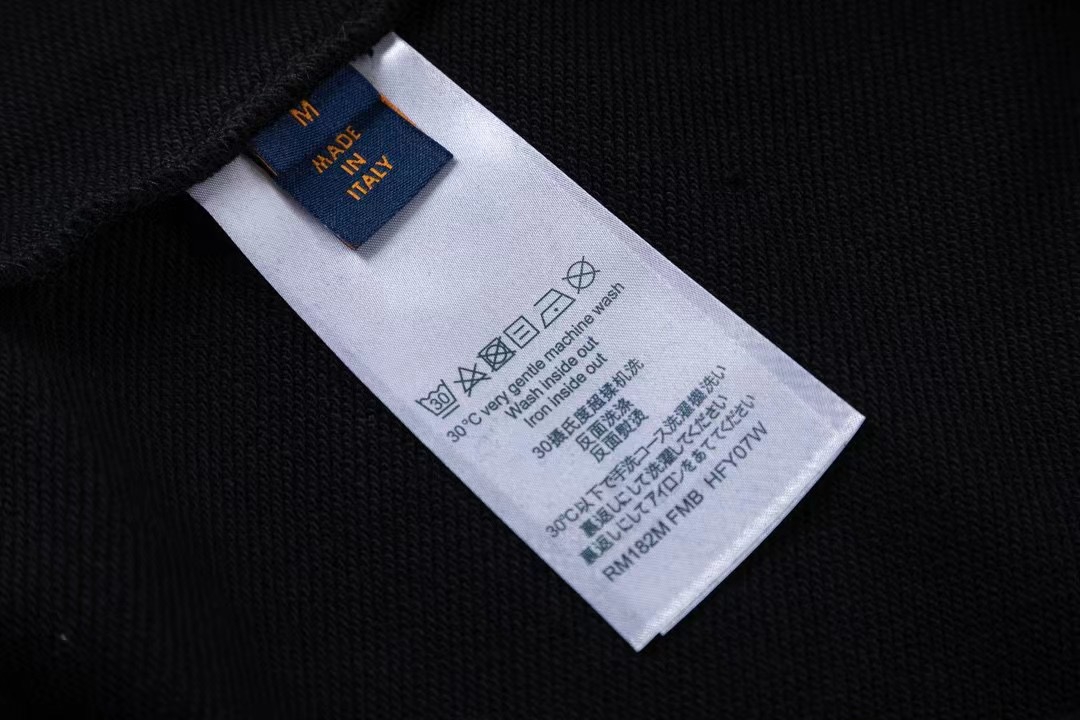 M
MADE
IN
ITALY
30
30°C very gentle machine wash
Wash inside out
Iron inside out
30摄氏度超揉机洗
反面洗涤
反面熨烫
30℃以下で手洗コース洗濯機洗い
裏返しにして洗濯してください
裏返しにしてアイロンをあててください
RM182M FMB HFY07W